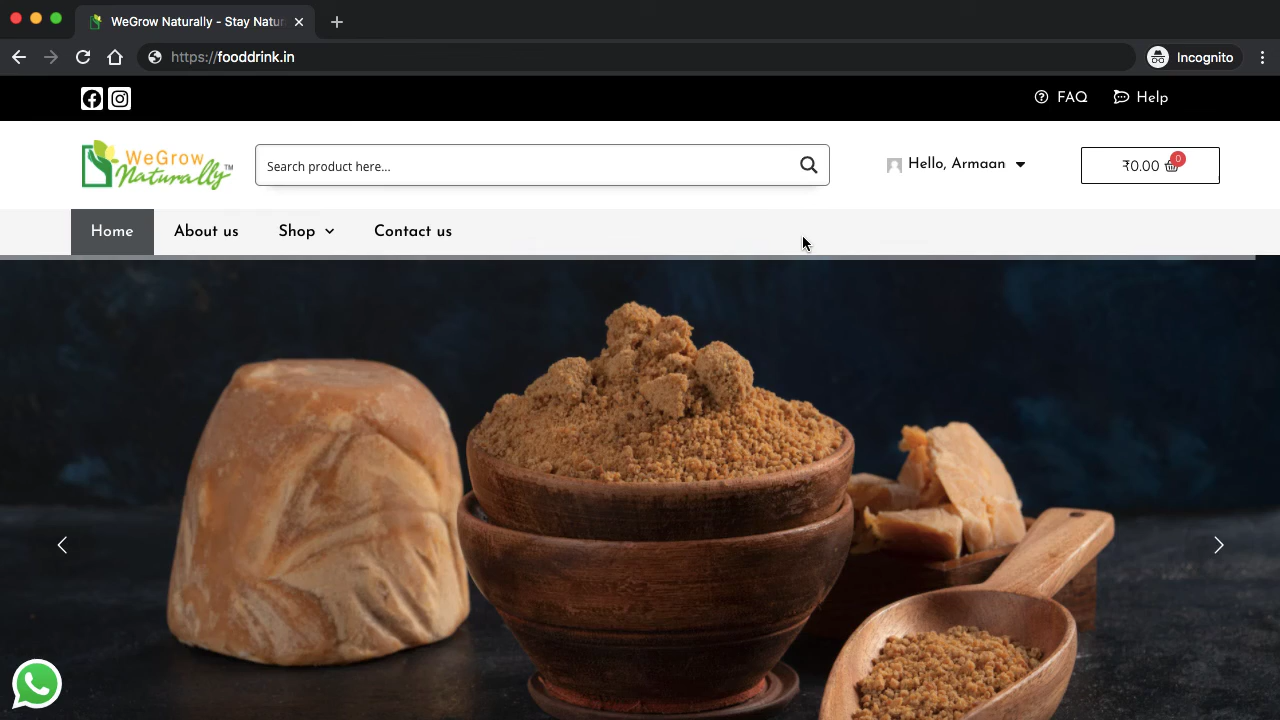 WeGrow Naturally - Stay Natur
https://fooddrink.in
Incognito
FAQ
Help
WeGrow
Naturally™
Search product here...
Hello, Armaan
₹0.00
0
Home
About us
Shop
Contact us